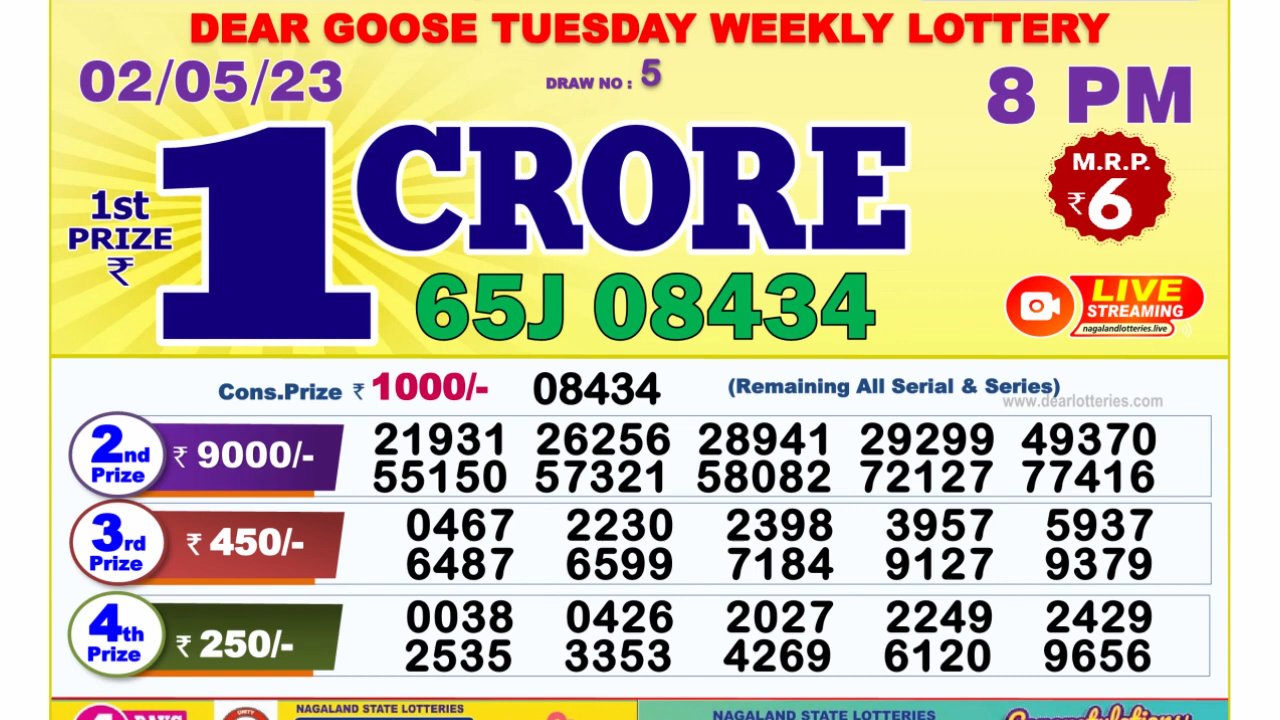 DEAR GOOSE TUESDAY WEEKLY LOTTERY
02/05/23
DRAW NO : 5
8 PM
1st
PRIZE
₹
1 CRORE
M.R.P.
₹ 6
65J 08434
LIVE
STREAMING
nagalandlotteries.live
Cons.Prize ₹ 1000/- 08434 (Remaining All Serial & Series)
www.dearlotteries.com
2nd
Prize
₹ 9000/-
21931 26256 28941 29299 49370
55150 57321 58082 72127 77416
3rd
Prize
₹ 450/-
0467 2230 2398 3957 5937
6487 6599 7184 9127 9379
4th
Prize
₹ 250/-
0038 0426 2027 2249 2429
2535 3353 4269 6120 9656
DAYS
UNITY
NAGALAND STATE LOTTERIES
NAGALAND STATE LOTTERIES
Congratulations